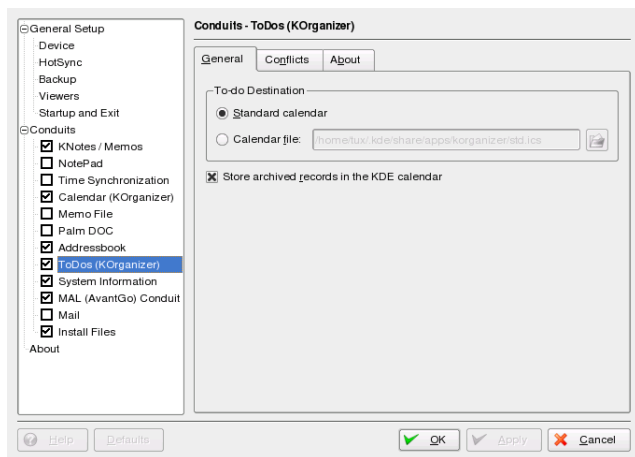 General Setup
Device
HotSync
Backup
Viewers
Startup and Exit
Conduits
KNotes / Memos
NotePad
Time Synchronization
Calendar (KOrganizer)
Memo File
Palm DOC
Addressbook
ToDos (KOrganizer)
System Information
MAL (AvantGo) Conduit
Mail
Install Files
About
Conduits - ToDos (KOrganizer)
General Conflicts About
To-do Destination
Standard calendar
Calendar file: /home/tux/.kde/share/apps/korganizer/std.ics
Store archived records in the KDE calendar
Help Defaults OK Apply Cancel